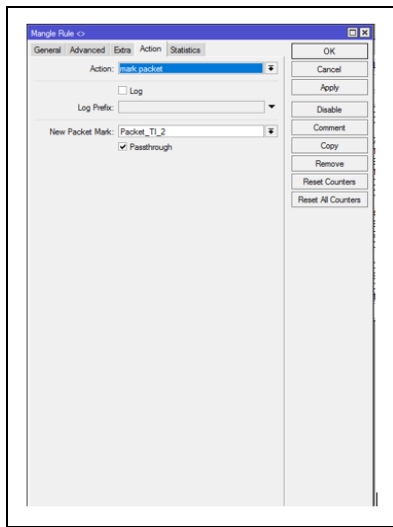 Mangle Rule <>
General Advanced Extra Action Statistics
Action: mark packet
Log
Log Prefix:
New Packet Mark: Packet_TI_2
Passthrough
OK
Cancel
Apply
Disable
Comment
Copy
Remove
Reset Counters
Reset All Counters